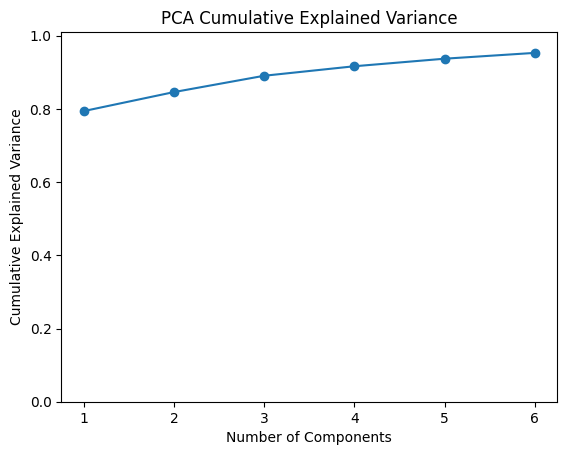 PCA Cumulative Explained Variance
Cumulative Explained Variance
1.0
0.8
0.6
0.4
0.2
0.0
1 2 3 4 5 6
Number of Components